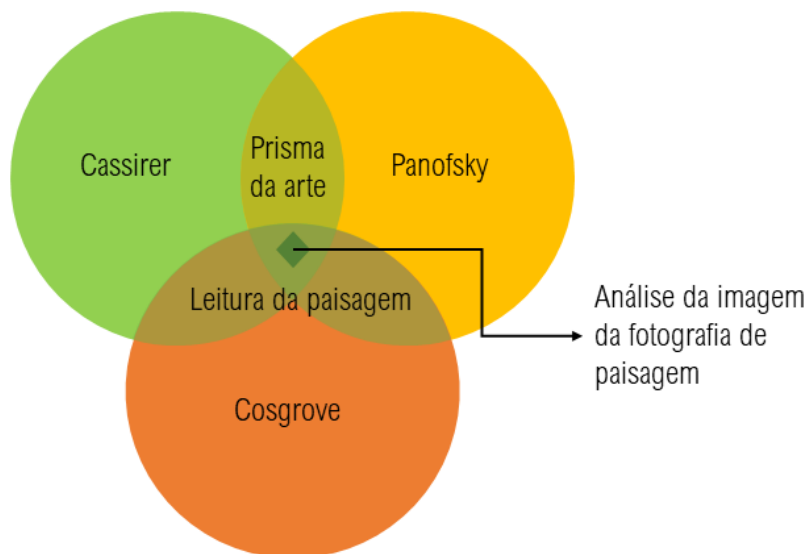 Cassirer
Prisma
da arte
Panofsky
Leitura da paisagem
Análise da imagem
da fotografia de
paisagem
Cosgrove